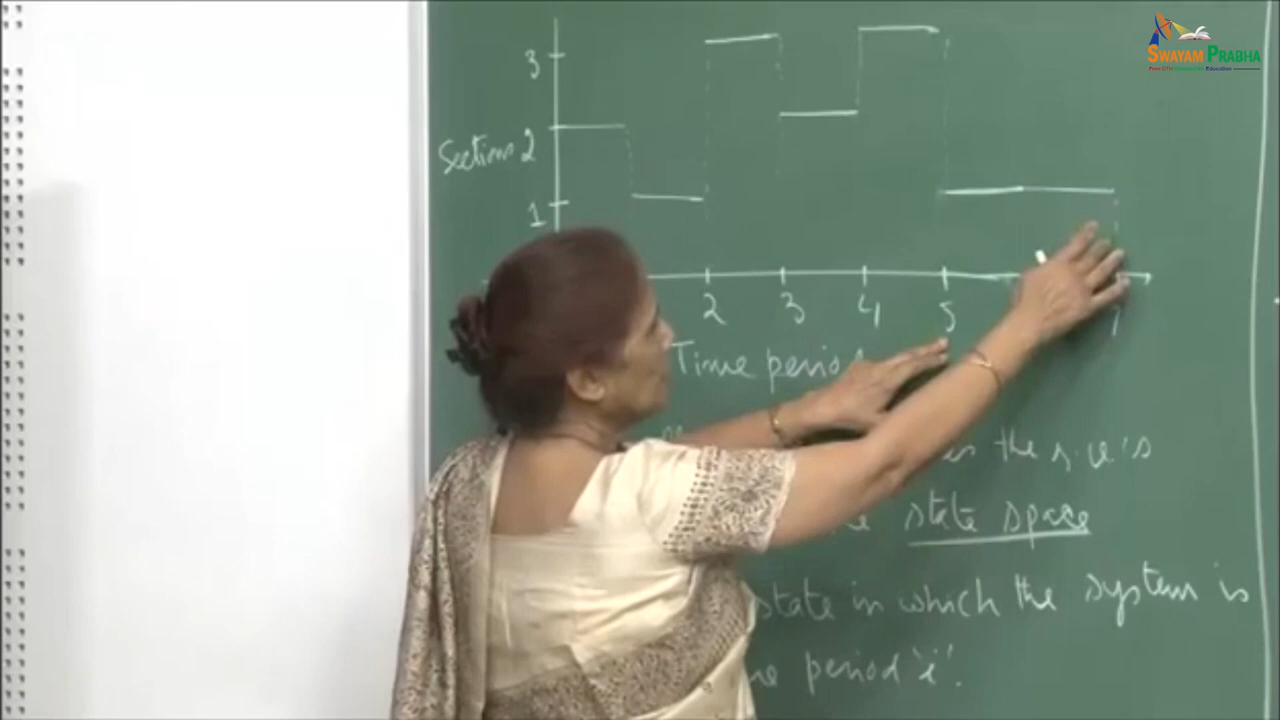 SWAYAM PRABHA
3
Section 2
1
2 3 4 5
Time period
in the r.v.'s
state space
state in which the system is
period 'i'.